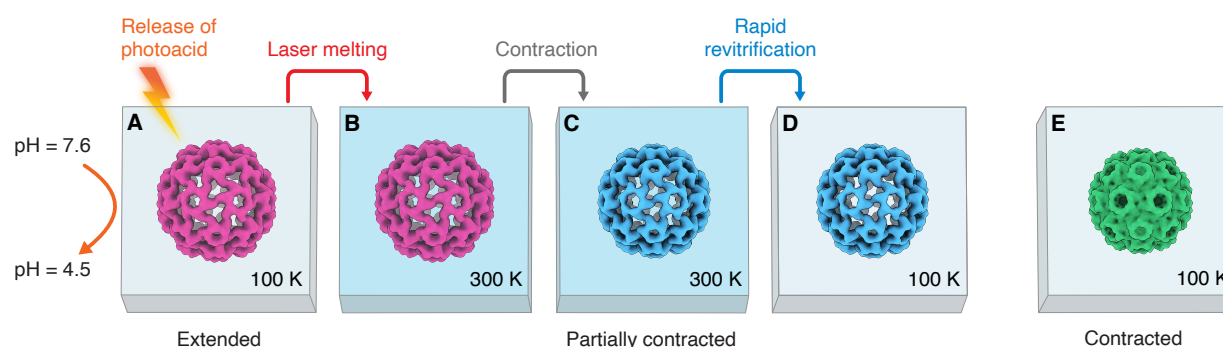 Release of
photoacid
Laser melting
Contraction
Rapid
revitrification
A
B
C
D
E
pH = 7.6
pH = 4.5
100 K
300 K
300 K
100 K
100 K
Extended
Partially contracted
Contracted